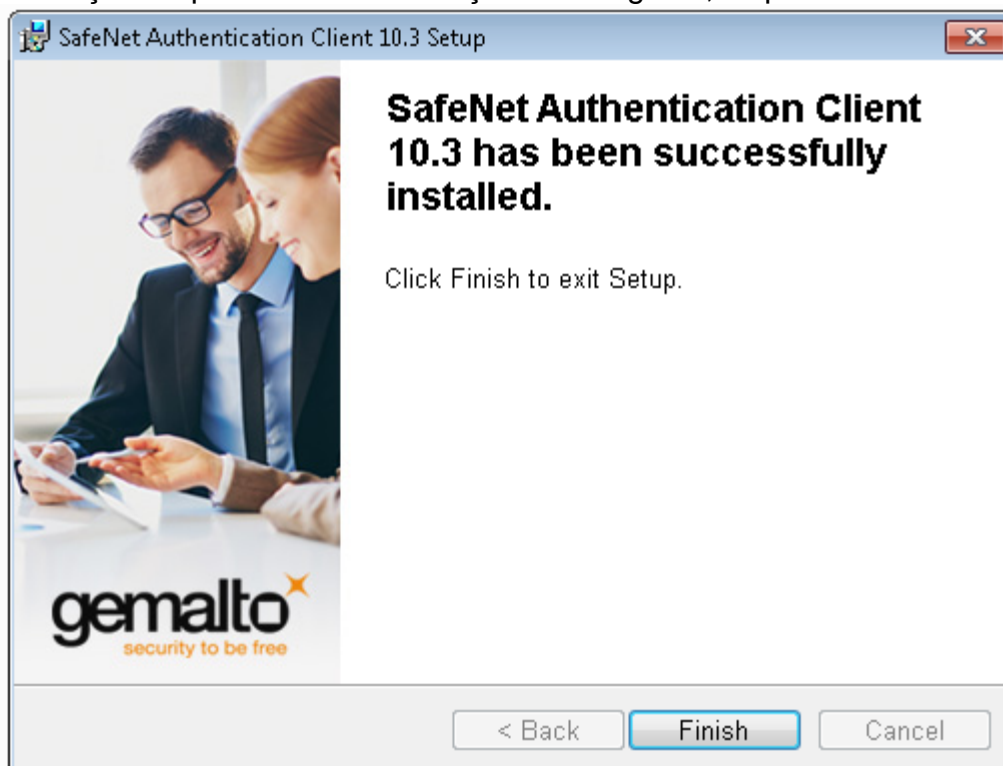 SafeNet Authentication Client 10.3 Setup
SafeNet Authentication Client
10.3 has been successfully
installed.
Click Finish to exit Setup.
gemalto
security to be free
< Back
Finish
Cancel